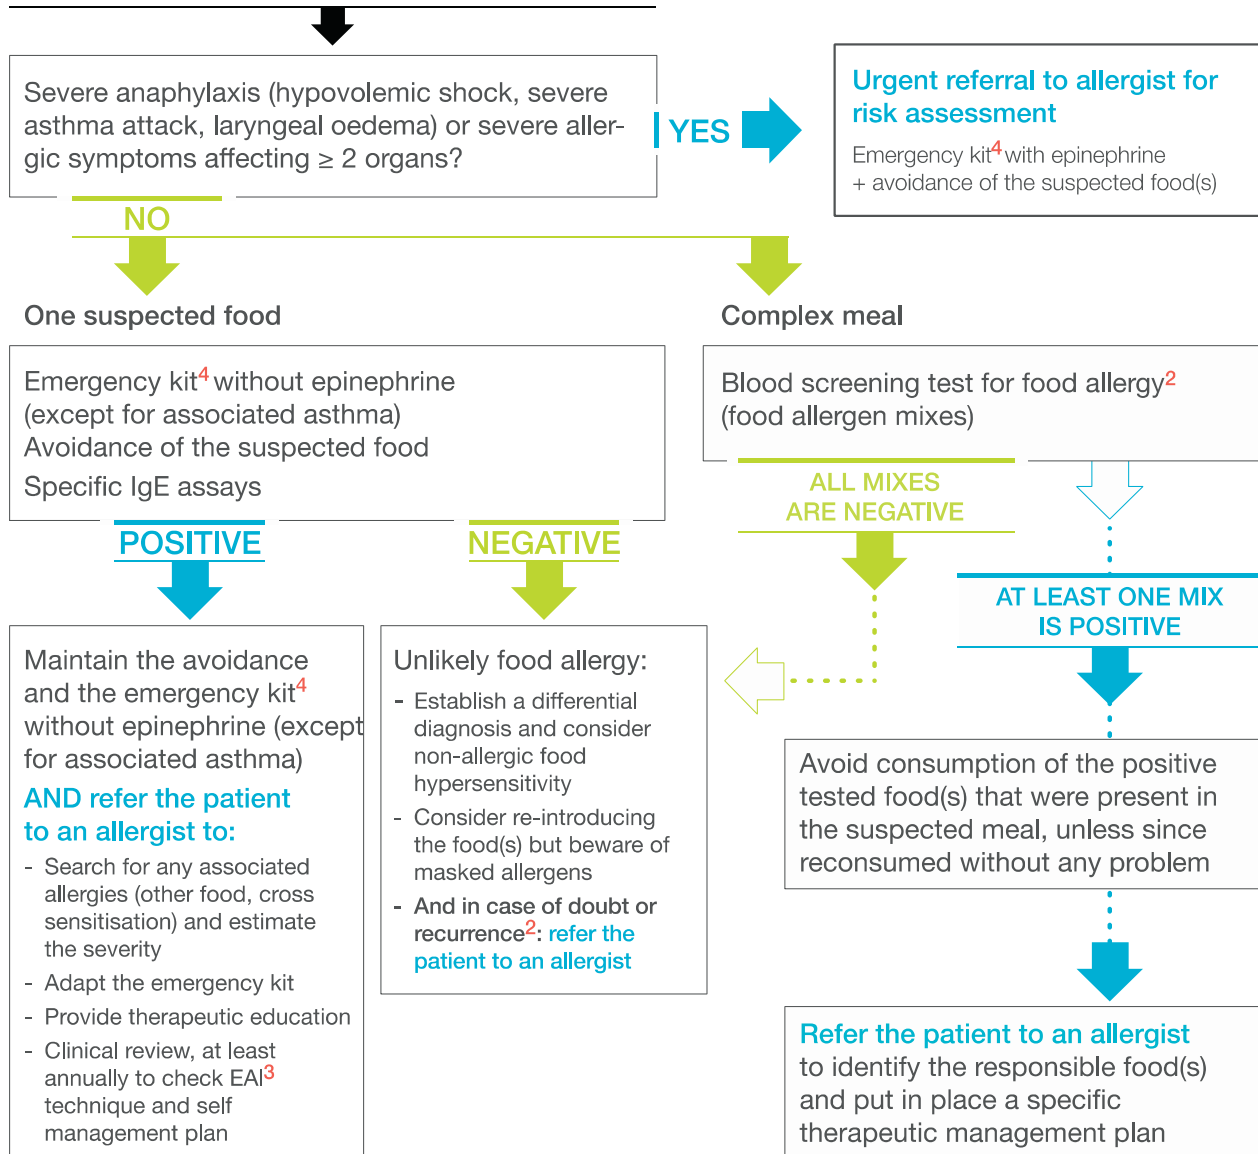 Severe anaphylaxis (hypovolemic shock, severe
asthma attack, laryngeal oedema) or severe aller-
gic symptoms affecting ≥ 2 organs?
YES
Urgent referral to allergist for
risk assessment
Emergency kit4 with epinephrine
+ avoidance of the suspected food(s)
NO
One suspected food
Emergency kit4 without epinephrine
(except for associated asthma)
Avoidance of the suspected food
Specific IgE assays
POSITIVE
NEGATIVE
Maintain the avoidance
and the emergency kit4
without epinephrine (except
for associated asthma)
AND refer the patient
to an allergist to:
- Search for any associated
allergies (other food, cross
sensitisation) and estimate
the severity
- Adapt the emergency kit
- Provide therapeutic education
- Clinical review, at least
annually to check EAI3
technique and self
management plan
Unlikely food allergy:
- Establish a differential
diagnosis and consider
non-allergic food
hypersensitivity
- Consider re-introducing
the food(s) but beware of
masked allergens
- And in case of doubt or
recurrence2: refer the
patient to an allergist
Complex meal
Blood screening test for food allergy2
(food allergen mixes)
ALL MIXES
ARE NEGATIVE
AT LEAST ONE MIX
IS POSITIVE
Avoid consumption of the positive
tested food(s) that were present in
the suspected meal, unless since
reconsumed without any problem
Refer the patient to an allergist
to identify the responsible food(s)
and put in place a specific
therapeutic management plan